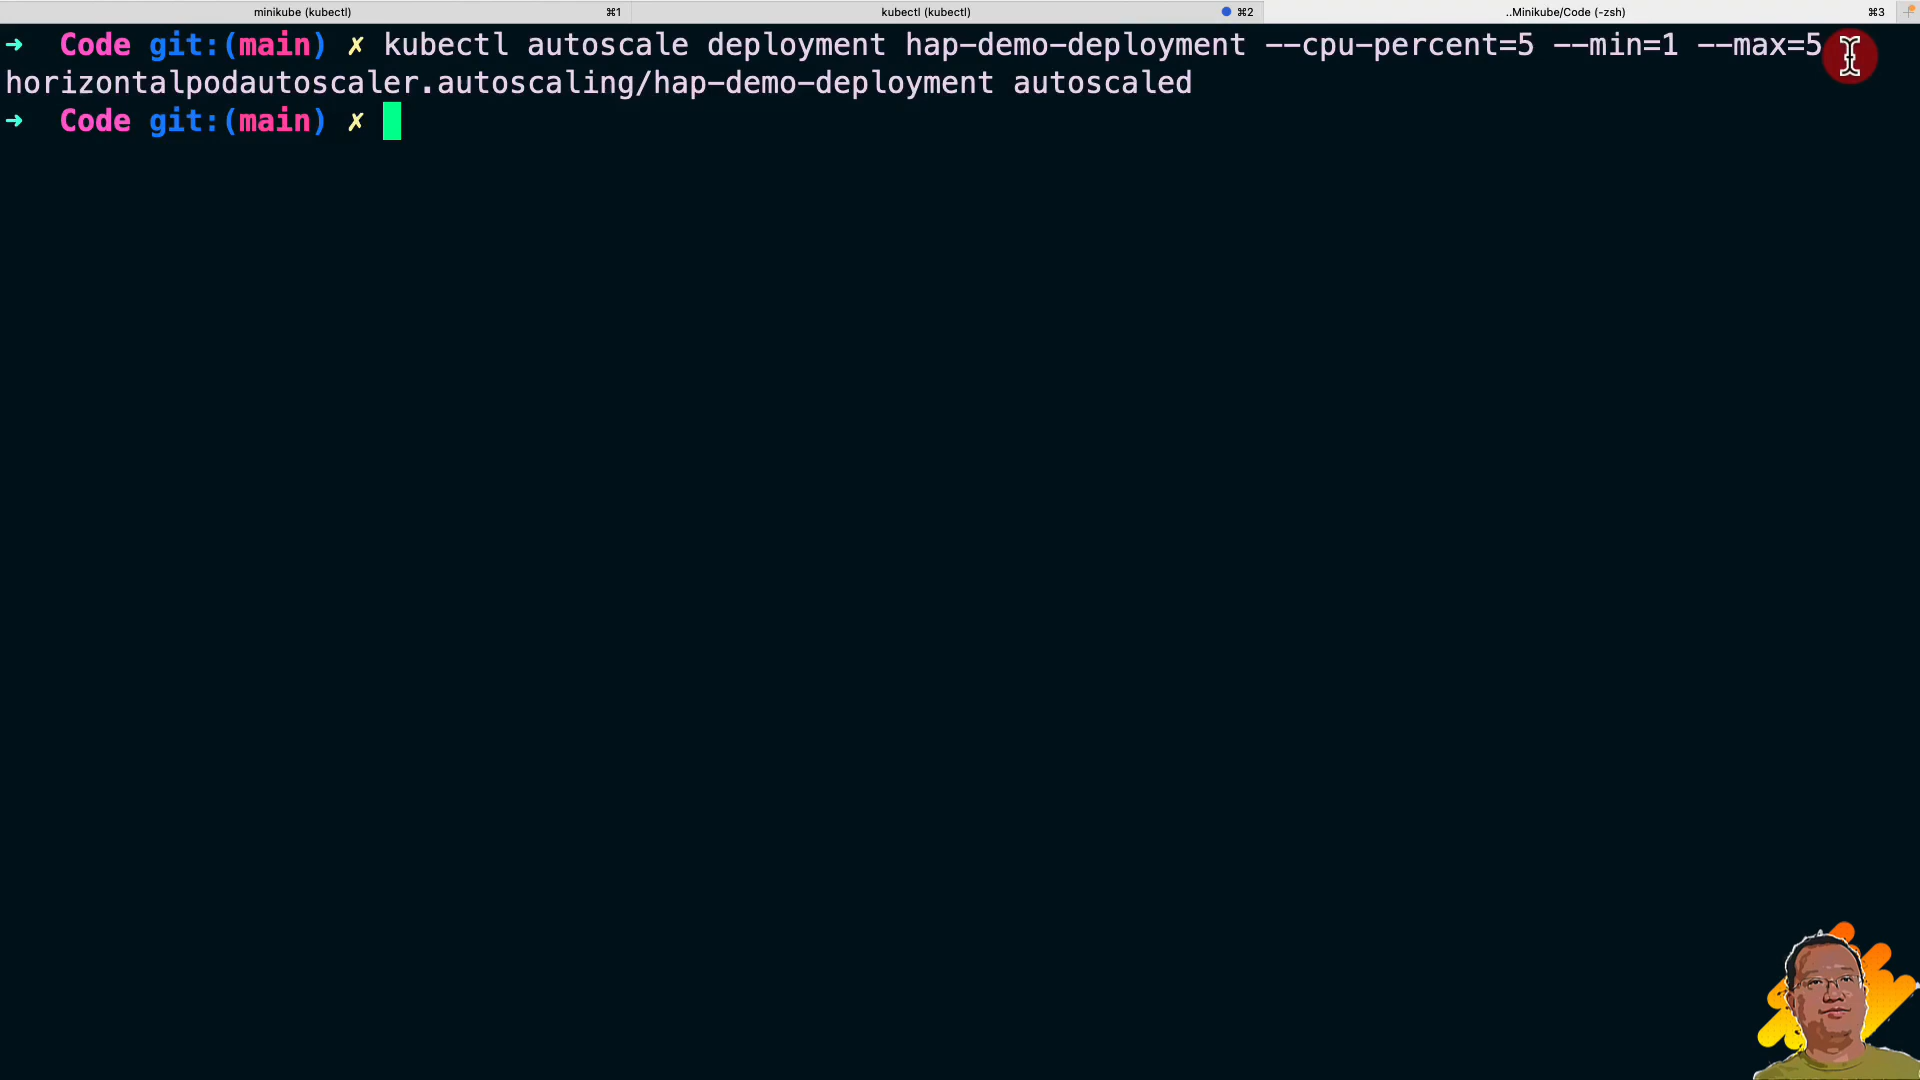 minikube (kubectl) ⌘1 kubectl (kubectl) ⌘2 ..Minikube/Code (-zsh) ⌘3
➜ Code git:(main) ✗ kubectl autoscale deployment hap-demo-deployment --cpu-percent=5 --min=1 --max=5
horizontalpodautoscaler.autoscaling/hap-demo-deployment autoscaled
➜ Code git:(main) ✗